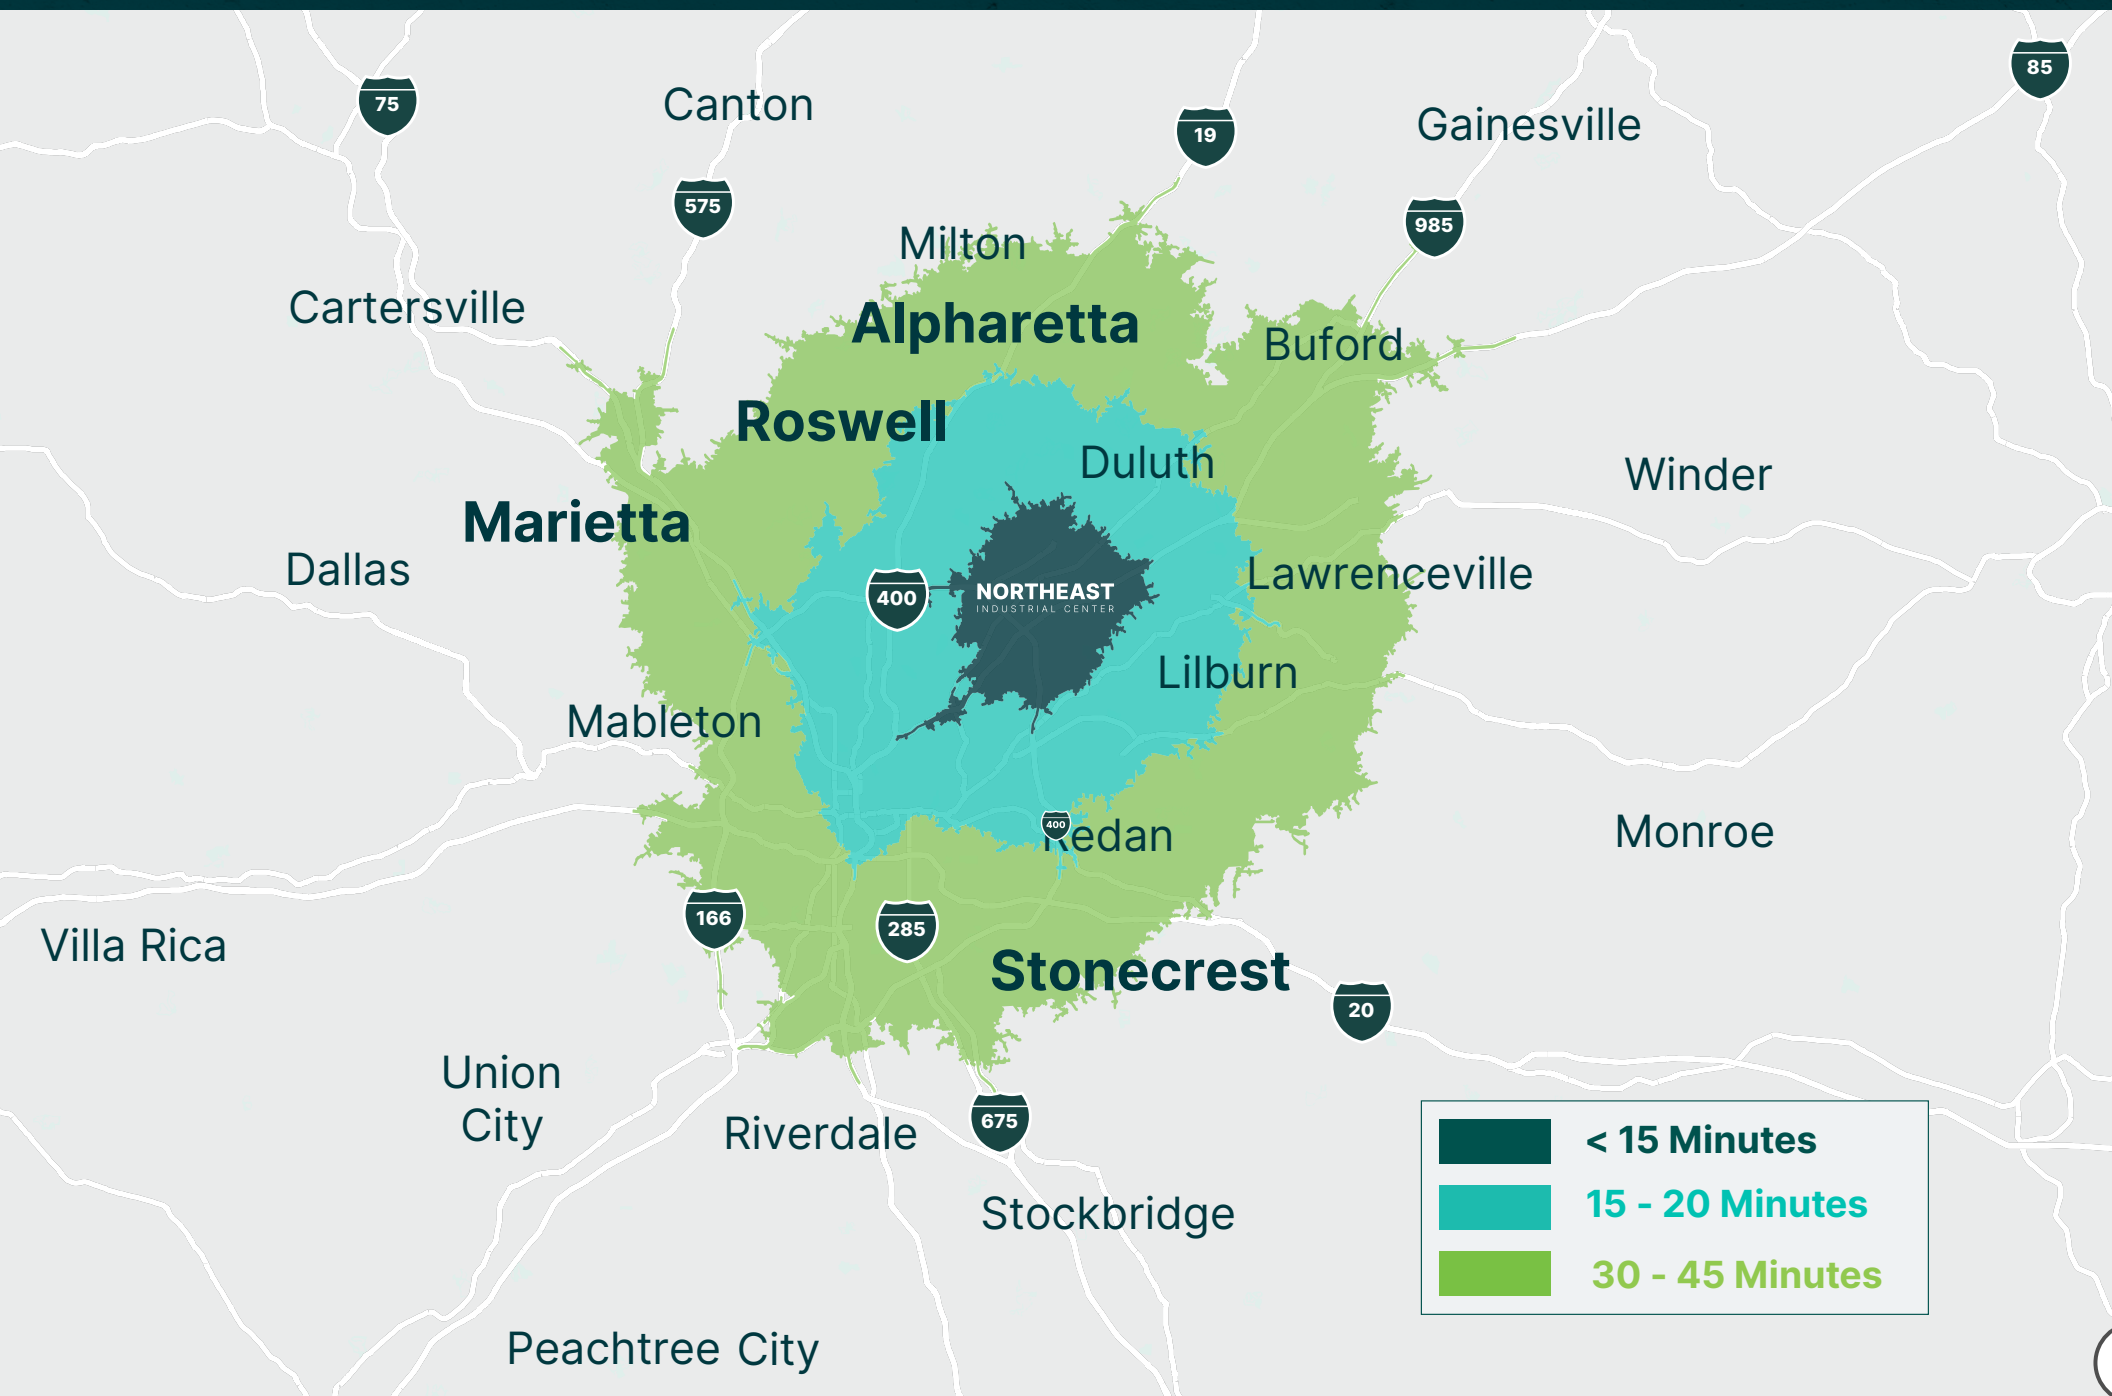 85
75
Canton
19
Gainesville
575
985
Milton
Cartersville
Alpharetta
Buford
Roswell
Duluth
Winder
Marietta
Dallas
Lawrenceville
400
NORTHEAST
INDUSTRIAL CENTER
Lilburn
Mableton
400
Redan
Monroe
166
285
Villa Rica
Stonecrest
20
Union
City
Riverdale
675
Stockbridge
Peachtree City
< 15 Minutes
15 - 20 Minutes
30 - 45 Minutes